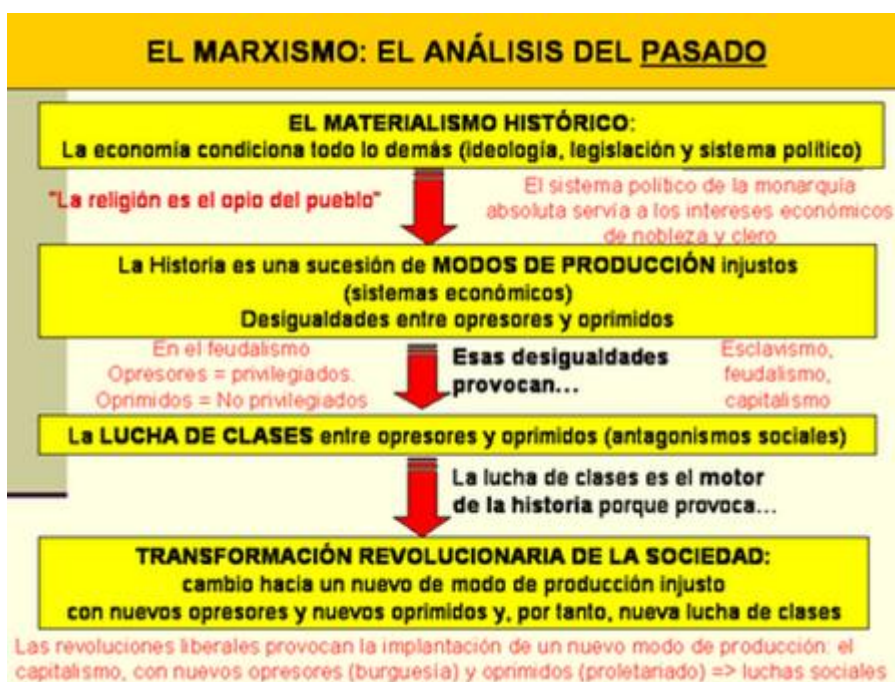 EL MARXISMO: EL ANÁLISIS DEL PASADO
EL MATERIALISMO HISTÓRICO:
La economía condiciona todo lo demás (ideología, legislación y sistema político)
"La religión es el opio del pueblo"
El sistema político de la monarquía
absoluta servía a los intereses económicos
de nobleza y clero
La Historia es una sucesión de MODOS DE PRODUCCIÓN injustos
(sistemas económicos)
Desigualdades entre opresores y oprimidos
En el feudalismo
Opresores = privilegiados.
Oprimidos = No privilegiados
Esas desigualdades
provocan...
Esclavismo,
feudalismo,
capitalismo
La LUCHA DE CLASES entre opresores y oprimidos (antagonismos sociales)
La lucha de clases es el motor
de la historia porque provoca...
TRANSFORMACIÓN REVOLUCIONARIA DE LA SOCIEDAD:
cambio hacia un nuevo de modo de producción injusto
con nuevos opresores y nuevos oprimidos y, por tanto, nueva lucha de clases
Las revoluciones liberales provocan la implantación de un nuevo modo de producción: el
capitalismo, con nuevos opresores (burguesía) y oprimidos (proletariado) => luchas sociales